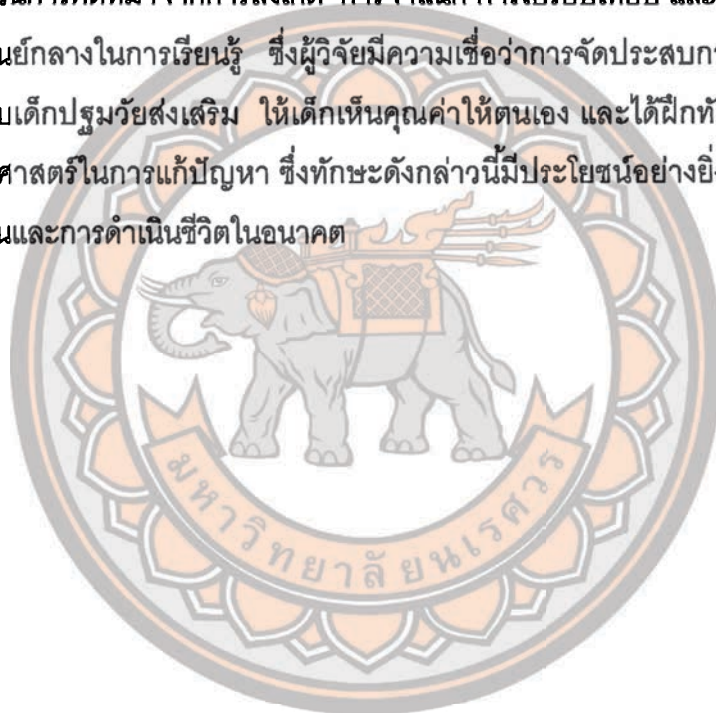 นย์กลางในการเรียนรู้ ซึ่งผู้วิจัยมีความเชื่อว่าการจัดประสบกา
บเด็กปฐมวัยส่งเสริม ให้เด็กเห็นคุณค่าให้ตนเอง และได้ฝึกทั
ศาสตร์ในการแก้ปัญหา ซึ่งทักษะดังกล่าวนี้มีประโยชน์อย่างยิ่
นและการดำเนินชีวิตในอนาคต
มหาวิทยาลัยนเรศวร